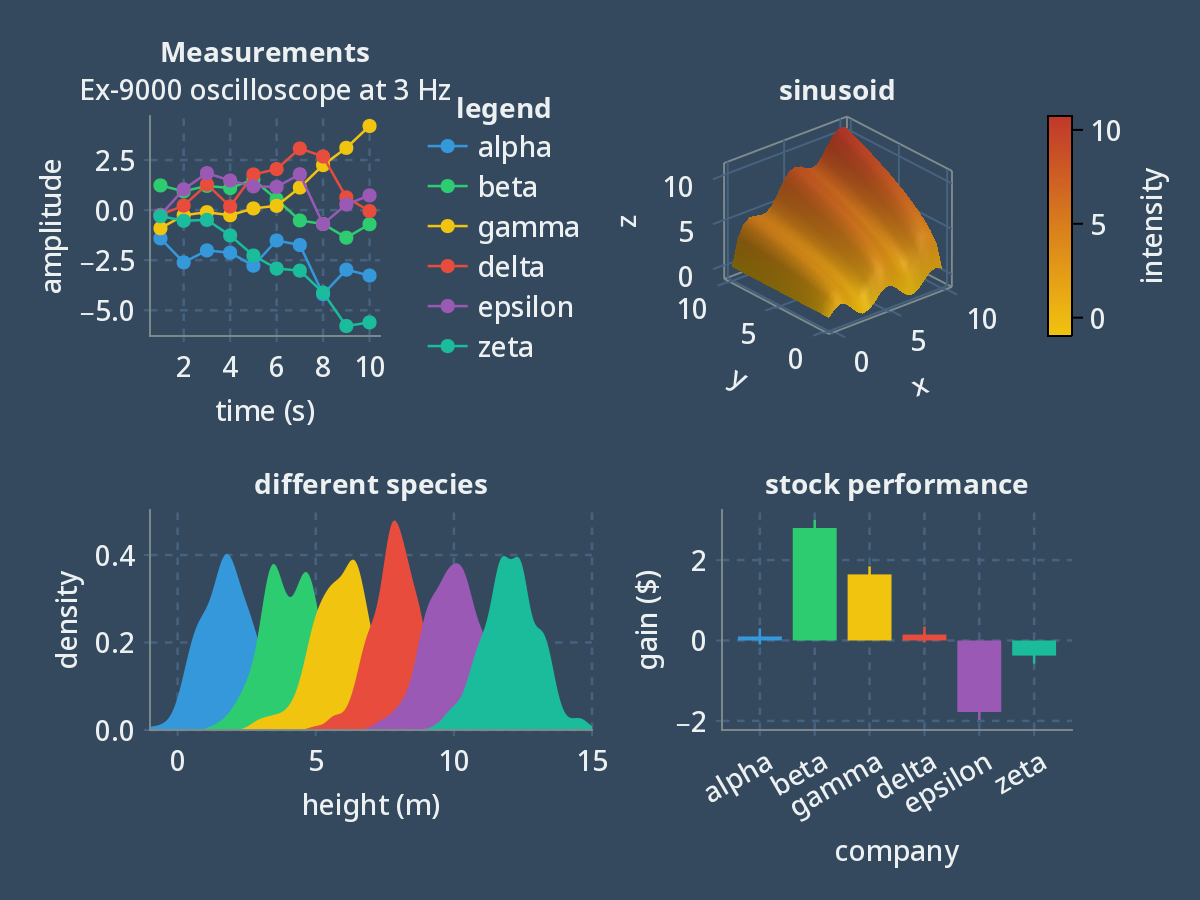 Measurements
Ex-9000 oscilloscope at 3 Hz
amplitude
2.5
0.0
−2.5
−5.0
2 4 6 8 10
time (s)
legend
alpha
beta
gamma
delta
epsilon
zeta
sinusoid
z
10
5
0
10
5
0
y
0
5
10
x
10
5
0
intensity
different species
density
0.4
0.2
0.0
0 5 10 15
height (m)
stock performance
gain ($)
2
0
−2
alpha beta gamma delta epsilon zeta
company